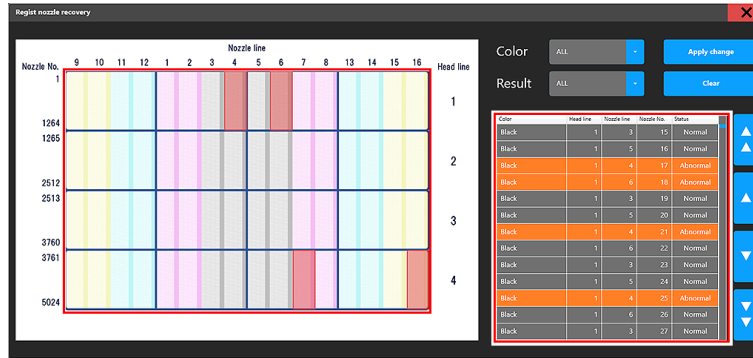 Regist nozzle recovery
Nozzle line
Nozzle No. 9 10 11 12 1 2 3 4 5 6 7 8 13 14 15 16 Head line
1
1264
1
1265
2512
2
2513
3760
3
3761
5024
4
Color ALL Apply change
Result ALL Clear
Color Head line Nozzle line Nozzle No. Status
Black 1 3 15 Normal
Black 1 5 16 Normal
Black 1 4 17 Abnormal
Black 1 6 18 Abnormal
Black 1 3 19 Normal
Black 1 5 20 Normal
Black 1 4 21 Abnormal
Black 1 6 22 Normal
Black 1 3 23 Normal
Black 1 5 24 Normal
Black 1 4 25 Abnormal
Black 1 6 26 Normal
Black 1 3 27 Normal